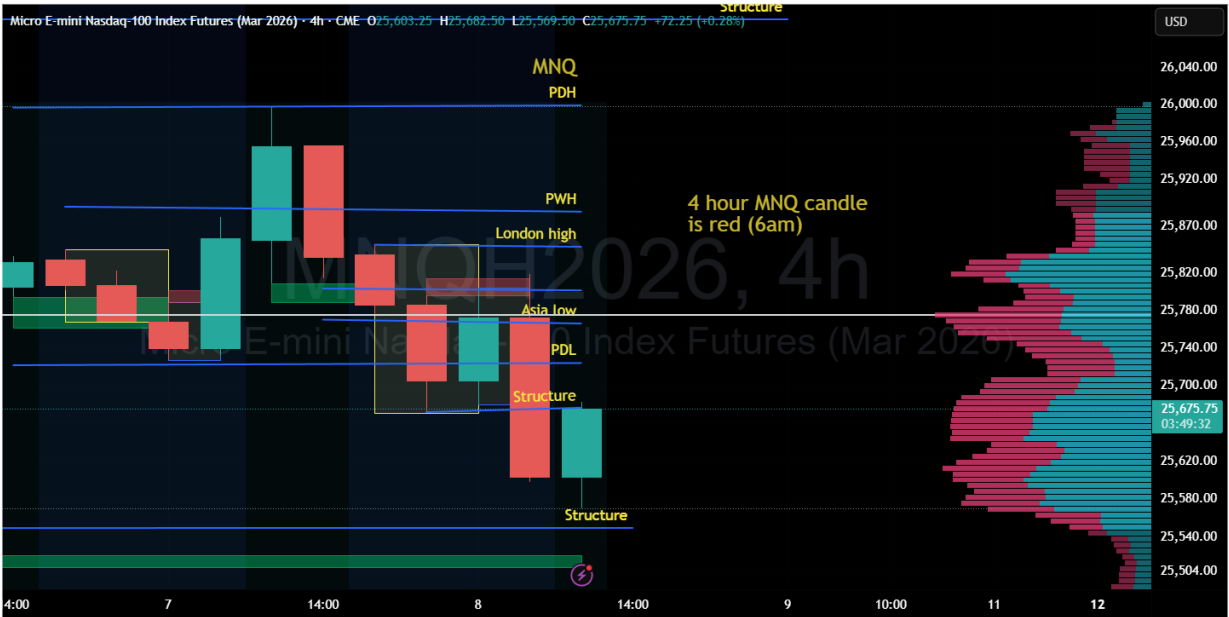 Structure
Micro E-mini Nasdaq-100 Index Futures (Mar 2026) · 4h · CME O25,603.25 H25,682.50 L25,569.50 C25,675.75 +72.25 (+0.28%)
USD
MNQ
PDH
PWH
London high
4 hour MNQ candle
is red (6am)
MNQH2026, 4h
Asia low
Micro E-mini Nasdaq-100 Index Futures (Mar 2026)
PDL
Structure
Structure
26,040.00
26,000.00
25,960.00
25,920.00
25,870.00
25,820.00
25,780.00
25,740.00
25,700.00
25,675.75
03:49:32
25,620.00
25,580.00
25,540.00
25,504.00
4:00 7 14:00 8 14:00 9 10:00 11 12